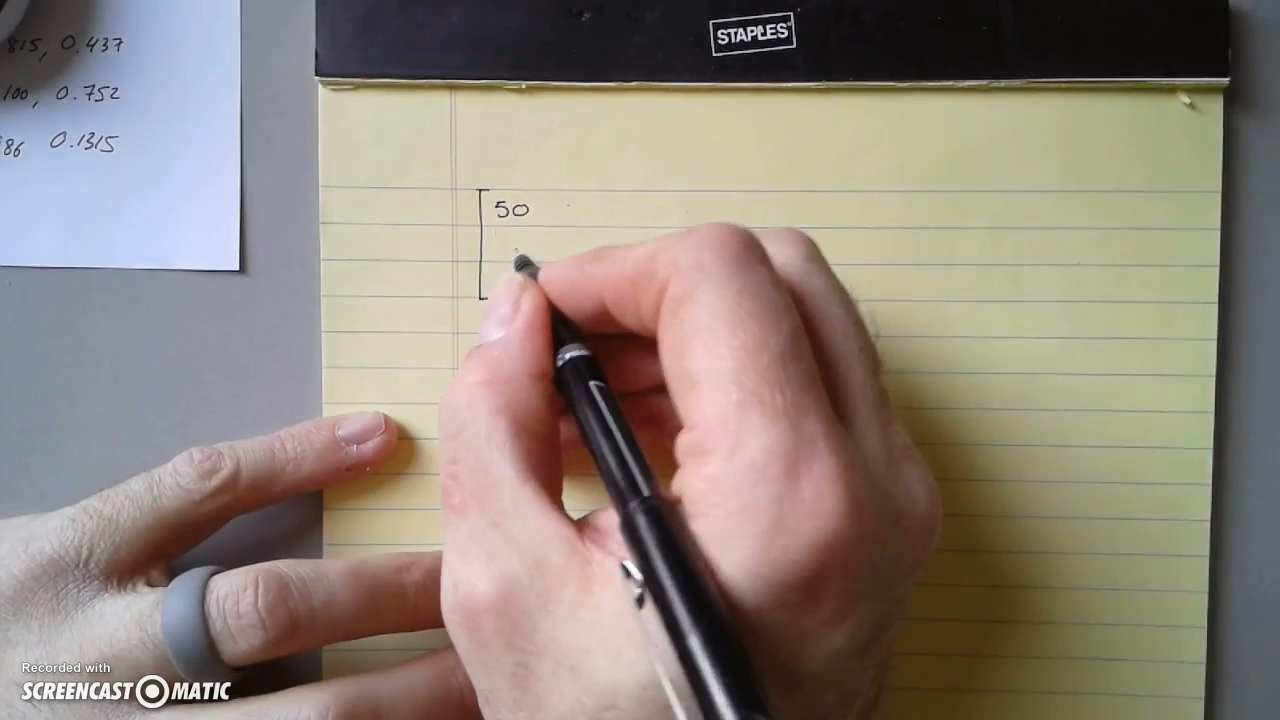 815, 0.437
100, 0.752
86 0.1315
STAPLES
50
Recorded with
SCREENCAST MATIC